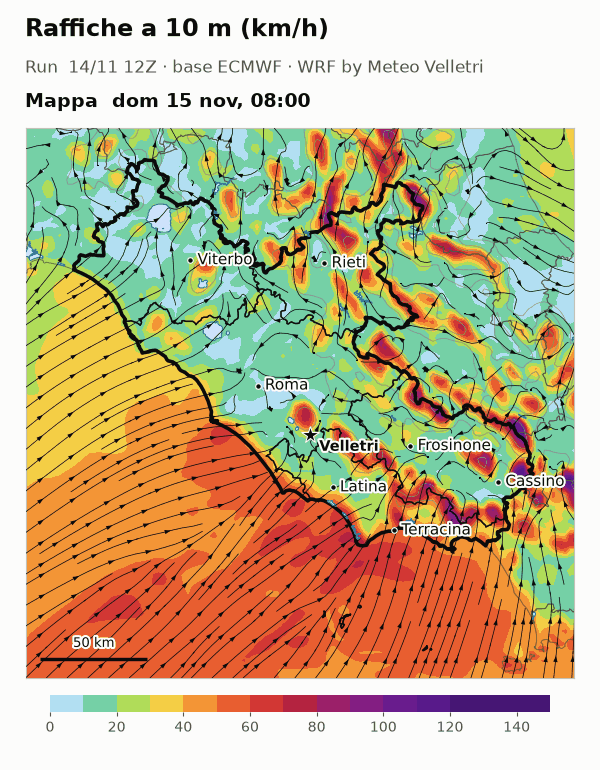 Raffiche a 10 m (km/h)
Run 14/11 12Z · base ECMWF · WRF by Meteo Velletri
Mappa dom 15 nov, 08:00
Viterbo
Rieti
Roma
Velletri
Frosinone
Latina
Cassino
Terracina
50 km
0 20 40 60 80 100 120 140